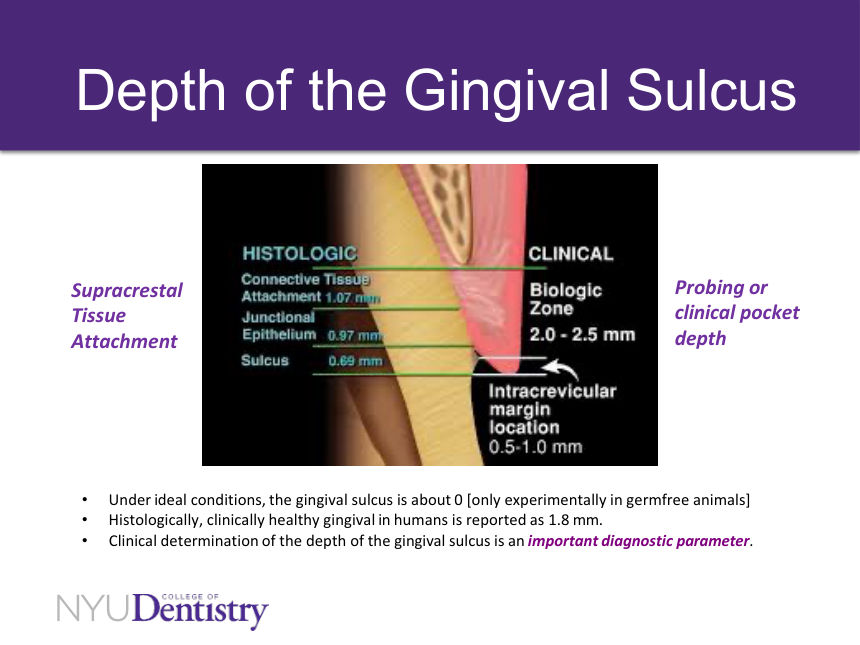 Depth of the Gingival Sulcus
Supracrestal
Tissue
Attachment
HISTOLOGIC
Connective Tissue
Attachment 1.07 mm
Junctional
Epithelium 0.97 mm
Sulcus 0.69 mm
CLINICAL
Biologic
Zone
2.0 - 2.5 mm
Intracrevicular
margin
location
0.5-1.0 mm
Probing or
clinical pocket
depth
• Under ideal conditions, the gingival sulcus is about 0 [only experimentally in germfree animals]
• Histologically, clinically healthy gingival in humans is reported as 1.8 mm.
• Clinical determination of the depth of the gingival sulcus is an important diagnostic parameter.
NYU COLLEGE OF Dentistry